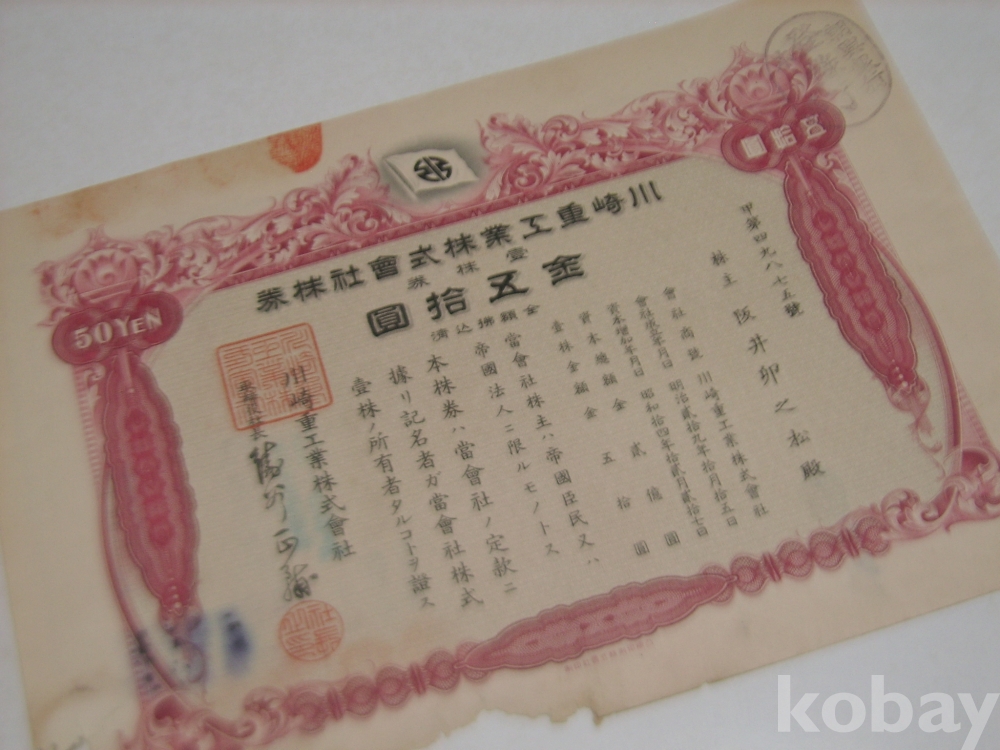 川崎重工業株式會社株券
壹株券
金五拾圓
金額拂込濟
50 YEN
五拾圓
甲第四九八七五號
株主 阪井卯之松殿
會社商號 川崎重工業株式會社
會社設立年月日 明治貳拾九年拾月拾五日
資本增加年月日 昭和拾四年拾貳月貳拾七日
資本總額金貳億圓
壹株金額金五拾圓
當會社株主ハ帝國臣民又ハ
帝國法人ニ限ルモノトス
本株券ハ當會社ノ定款ニ
據リ記名者ガ當會社株式
壹株ノ所有者タルコトヲ證ス
川崎重工業株式會社
kobay